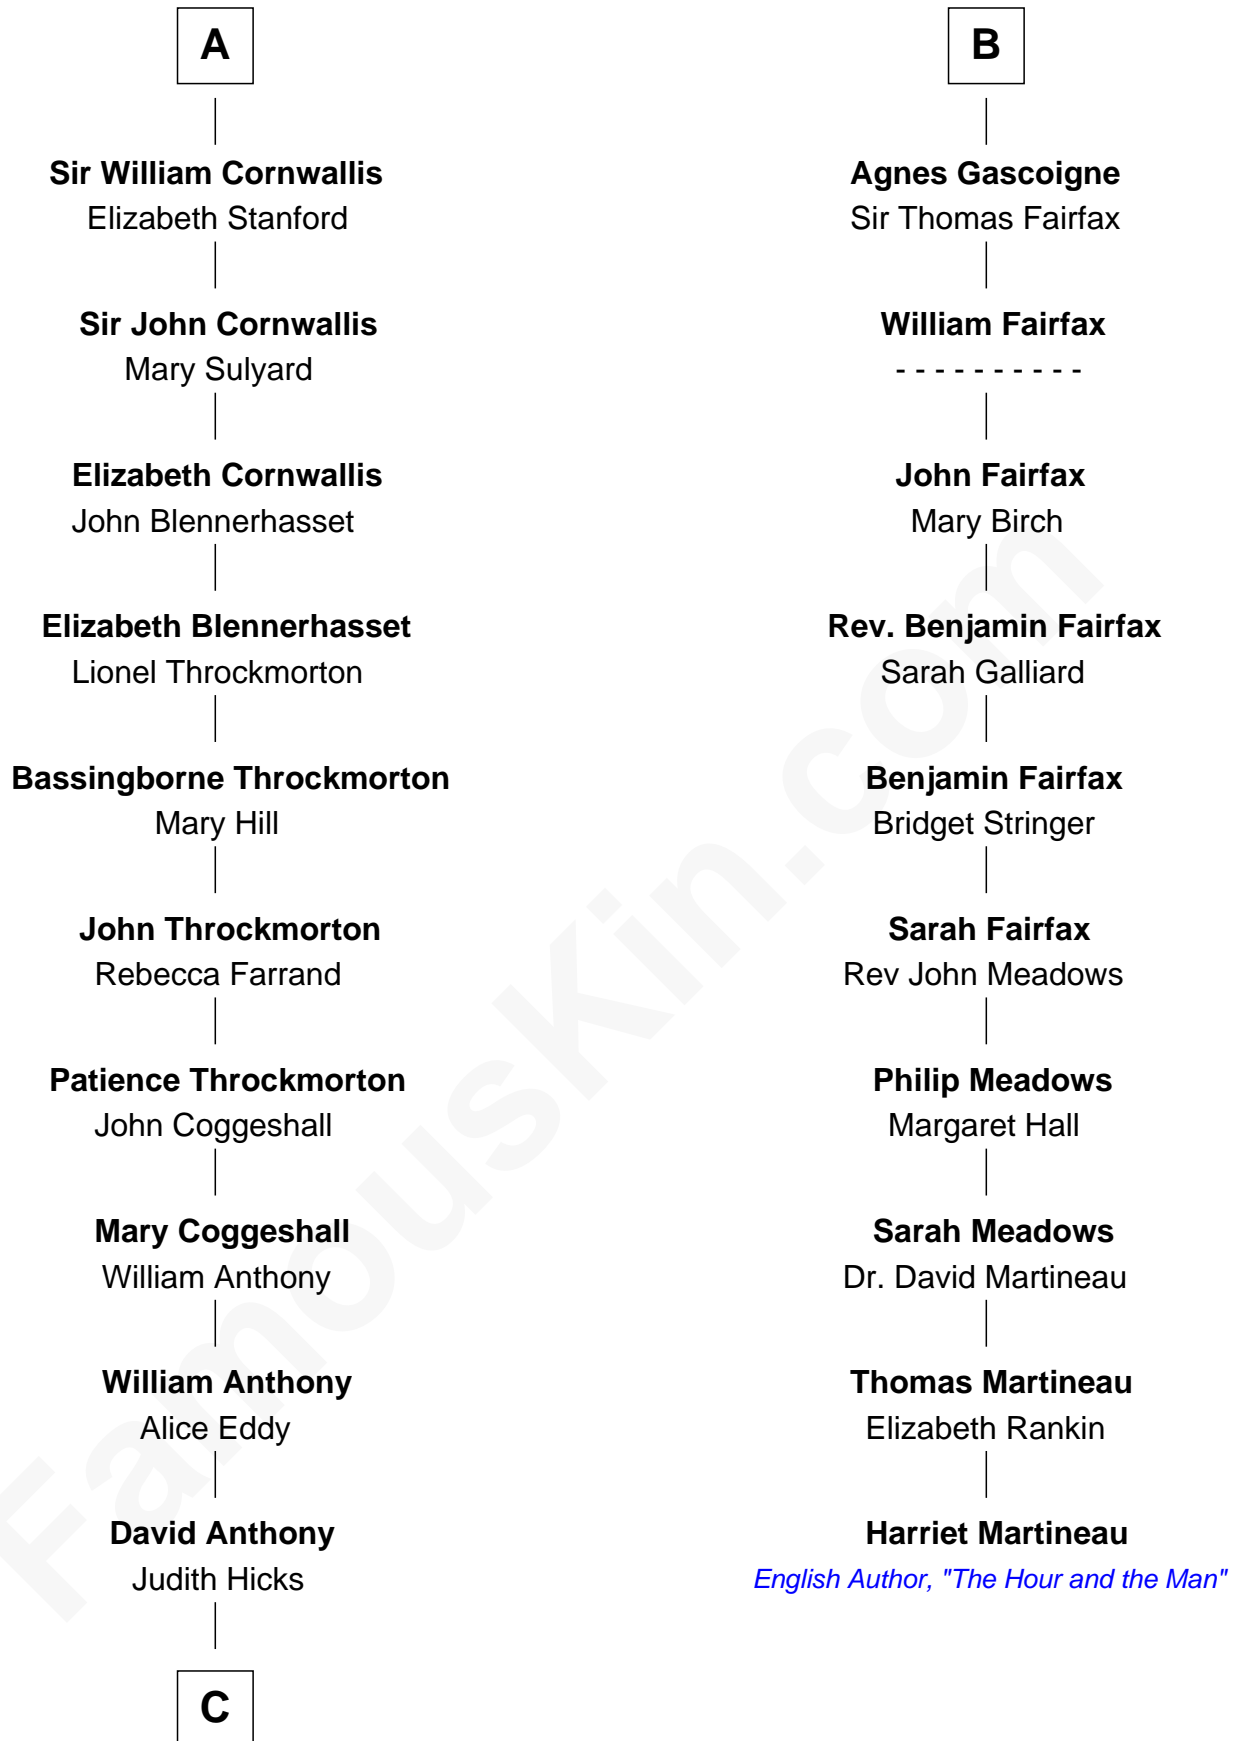 A
Sir William Cornwallis
Elizabeth Stanford
Sir John Cornwallis
Mary Sulyard
Elizabeth Cornwallis
John Blennerhasset
Elizabeth Blennerhasset
Lionel Throckmorton
Bassingborne Throckmorton
Mary Hill
John Throckmorton
Rebecca Farrand
Patience Throckmorton
John Coggeshall
Mary Coggeshall
William Anthony
William Anthony
Alice Eddy
David Anthony
Judith Hicks
C
B
Agnes Gascoigne
Sir Thomas Fairfax
William Fairfax
- - - - - - - - - -
John Fairfax
Mary Birch
Rev. Benjamin Fairfax
Sarah Galliard
Benjamin Fairfax
Bridget Stringer
Sarah Fairfax
Rev John Meadows
Philip Meadows
Margaret Hall
Sarah Meadows
Dr. David Martineau
Thomas Martineau
Elizabeth Rankin
Harriet Martineau
English Author, "The Hour and the Man"
FamousKin.com